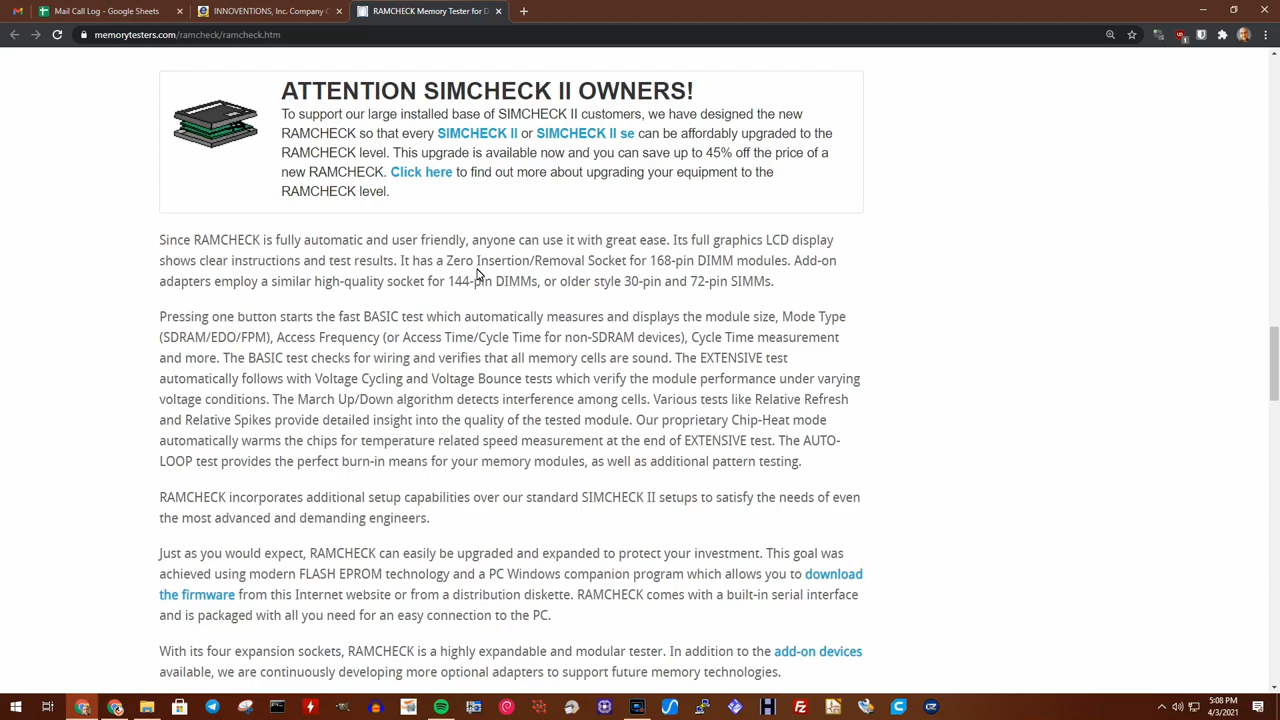 Mail Call Log - Google Sheets
INNOVENTIONS, Inc. Company C
RAMCHECK Memory Tester for D
memorytesters.com/ramcheck/ramcheck.htm
ATTENTION SIMCHECK II OWNERS!
To support our large installed base of SIMCHECK II customers, we have designed the new
RAMCHECK so that every SIMCHECK II or SIMCHECK II se can be affordably upgraded to the
RAMCHECK level. This upgrade is available now and you can save up to 45% off the price of a
new RAMCHECK. Click here to find out more about upgrading your equipment to the
RAMCHECK level.
Since RAMCHECK is fully automatic and user friendly, anyone can use it with great ease. Its full graphics LCD display
shows clear instructions and test results. It has a Zero Insertion/Removal Socket for 168-pin DIMM modules. Add-on
adapters employ a similar high-quality socket for 144-pin DIMMs, or older style 30-pin and 72-pin SIMMs.
Pressing one button starts the fast BASIC test which automatically measures and displays the module size, Mode Type
(SDRAM/EDO/FPM), Access Frequency (or Access Time/Cycle Time for non-SDRAM devices), Cycle Time measurement
and more. The BASIC test checks for wiring and verifies that all memory cells are sound. The EXTENSIVE test
automatically follows with Voltage Cycling and Voltage Bounce tests which verify the module performance under varying
voltage conditions. The March Up/Down algorithm detects interference among cells. Various tests like Relative Refresh
and Relative Spikes provide detailed insight into the quality of the tested module. Our proprietary Chip-Heat mode
automatically warms the chips for temperature related speed measurement at the end of EXTENSIVE test. The AUTO-
LOOP test provides the perfect burn-in means for your memory modules, as well as additional pattern testing.
RAMCHECK incorporates additional setup capabilities over our standard SIMCHECK II setups to satisfy the needs of even
the most advanced and demanding engineers.
Just as you would expect, RAMCHECK can easily be upgraded and expanded to protect your investment. This goal was
achieved using modern FLASH EPROM technology and a PC Windows companion program which allows you to download
the firmware from this Internet website or from a distribution diskette. RAMCHECK comes with a built-in serial interface
and is packaged with all you need for an easy connection to the PC.
With its four expansion sockets, RAMCHECK is a highly expandable and modular tester. In addition to the add-on devices
available, we are continuously developing more optional adapters to support future memory technologies.
5:08 PM
4/3/2021